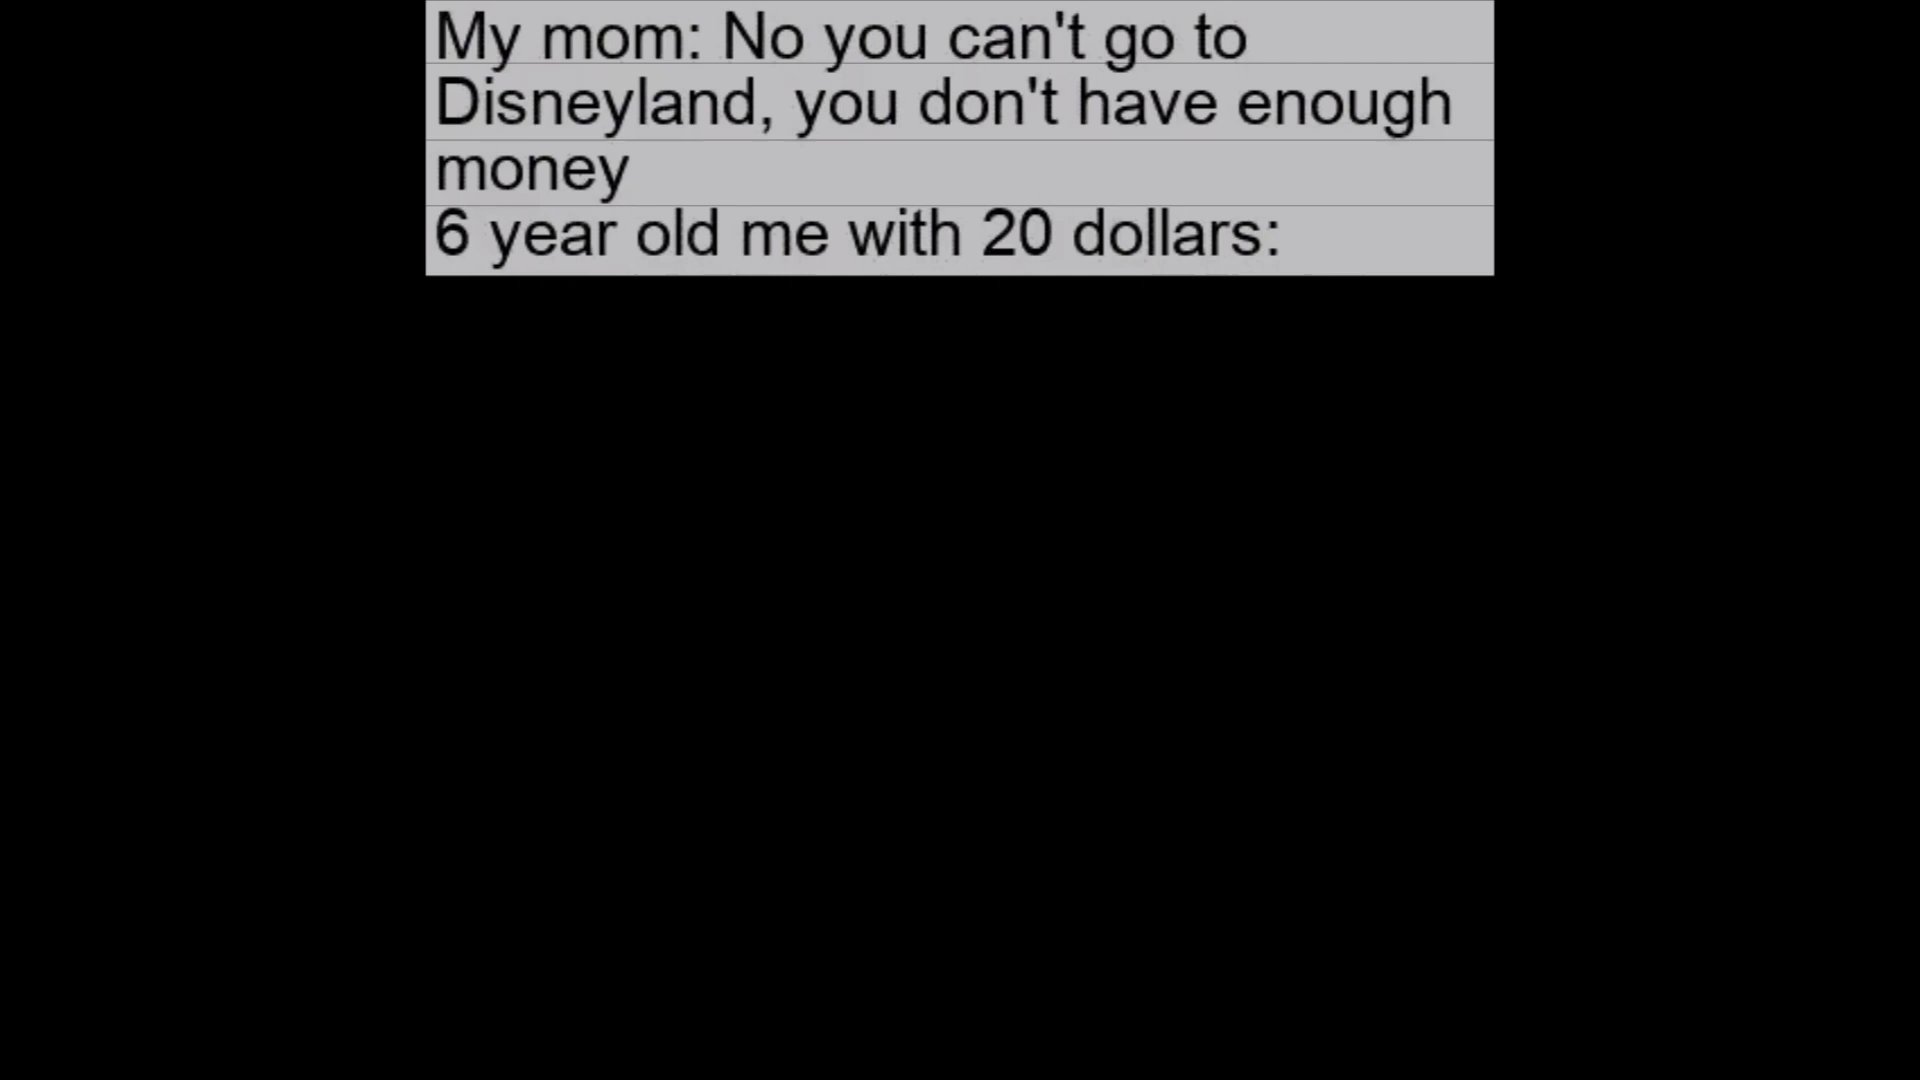 My mom: No you can't go to
Disneyland, you don't have enough
money
6 year old me with 20 dollars: